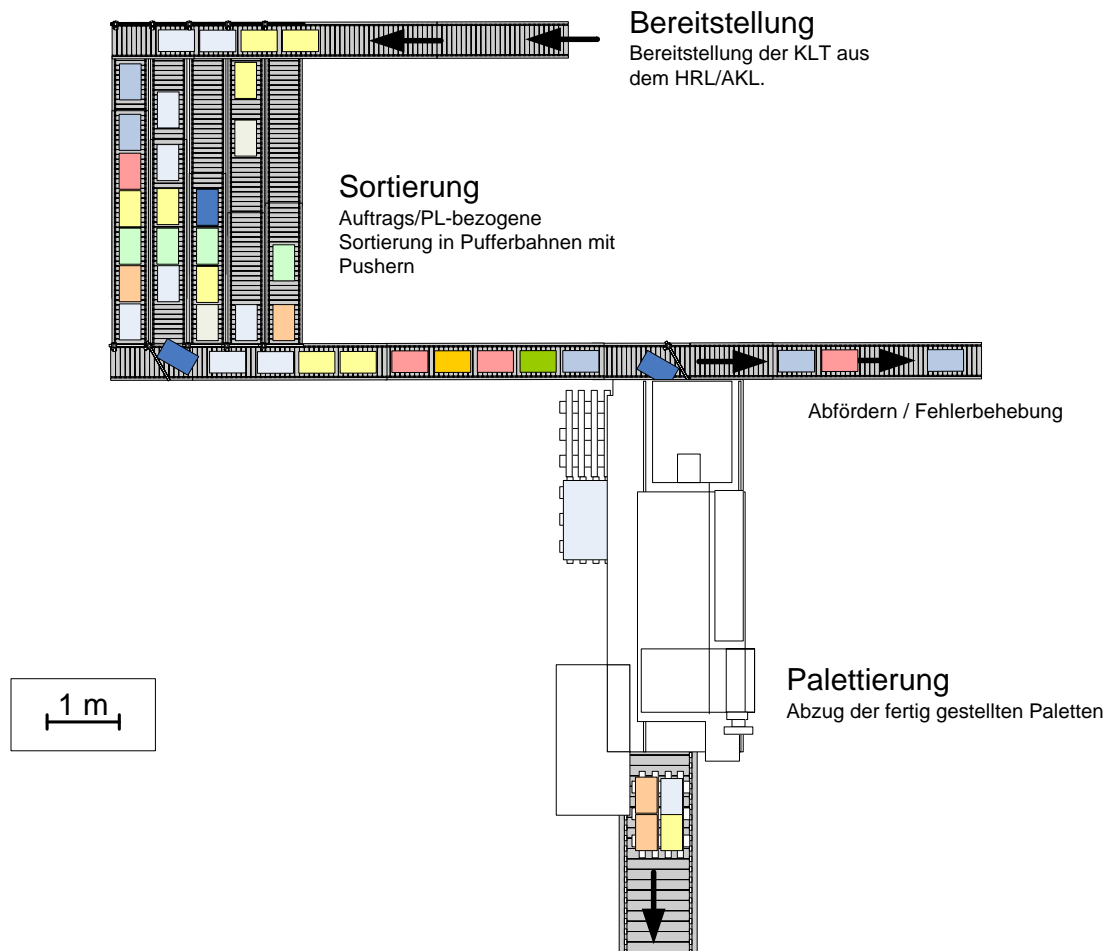 Bereitstellung
Bereitstellung der KLT aus
dem HRL/AKL.
Sortierung
Auftrags/PL-bezogene
Sortierung in Pufferbahnen mit
Pushern
Abfördern / Fehlerbehebung
Palettierung
Abzug der fertig gestellten Paletten
1 m